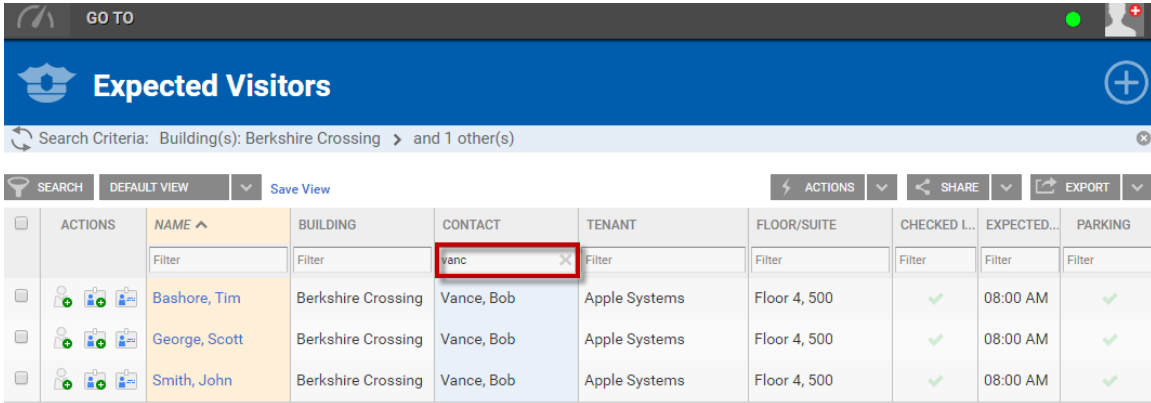 GO TO
Expected Visitors
Search Criteria: Building(s): Berkshire Crossing > and 1 other(s)
SEARCH DEFAULT VIEW Save View ACTIONS SHARE EXPORT
ACTIONS NAME BUILDING CONTACT TENANT FLOOR/SUITE CHECKED I... EXPECTED... PARKING
Filter Filter vanc Filter Filter Filter Filter Filter
Bashore, Tim Berkshire Crossing Vance, Bob Apple Systems Floor 4, 500 08:00 AM
George, Scott Berkshire Crossing Vance, Bob Apple Systems Floor 4, 500 08:00 AM
Smith, John Berkshire Crossing Vance, Bob Apple Systems Floor 4, 500 08:00 AM